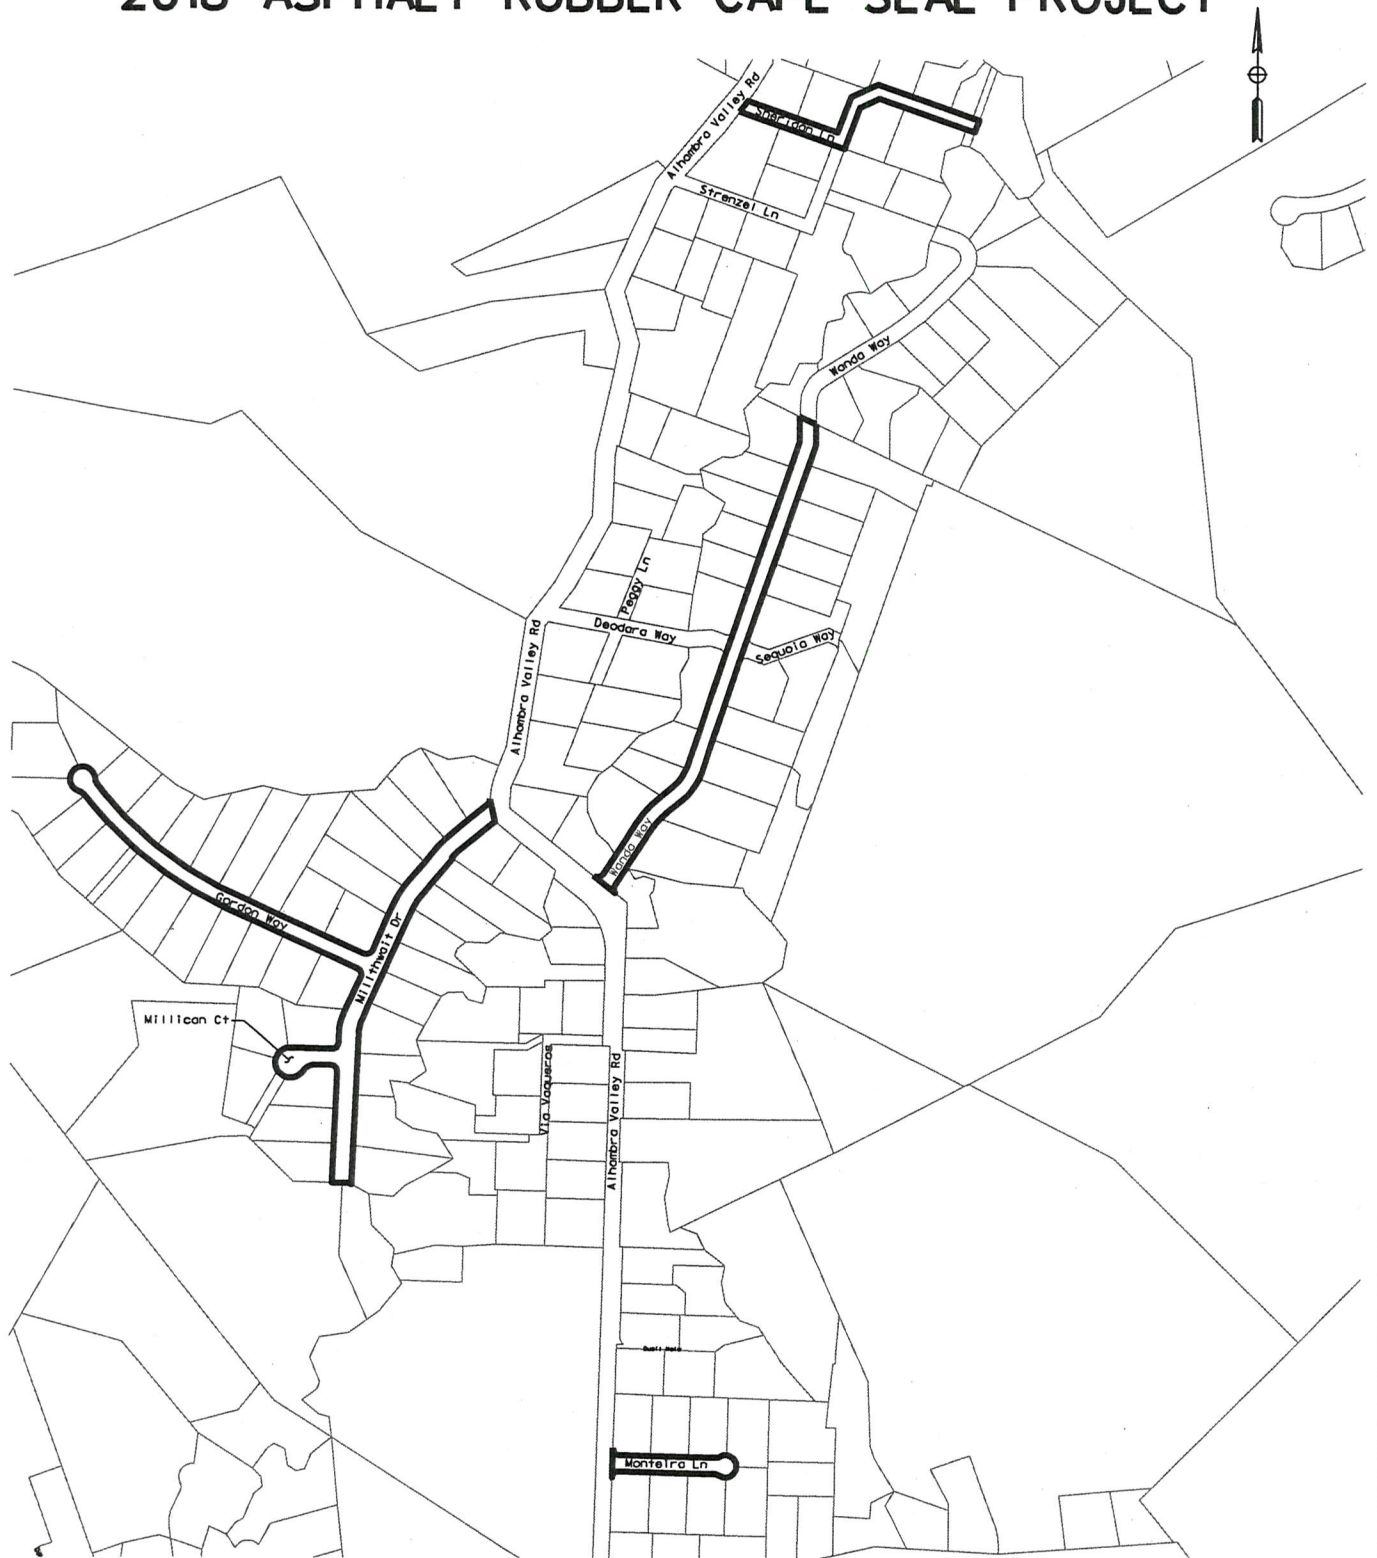 2018 ASPHALT RUBBER CAPE SEAL PROJECT
Alhambra Valley Rd
Sheridan Ln
Strenzel Ln
Wanda Way
Peggy Ln
Deodara Way
Sequoia Way
Alhambra Valley Rd
Wanda Way
Gordon Way
Millthwait Dr
Millican Ct
Via Vaqueros
Alhambra Valley Rd
Monteira Ln